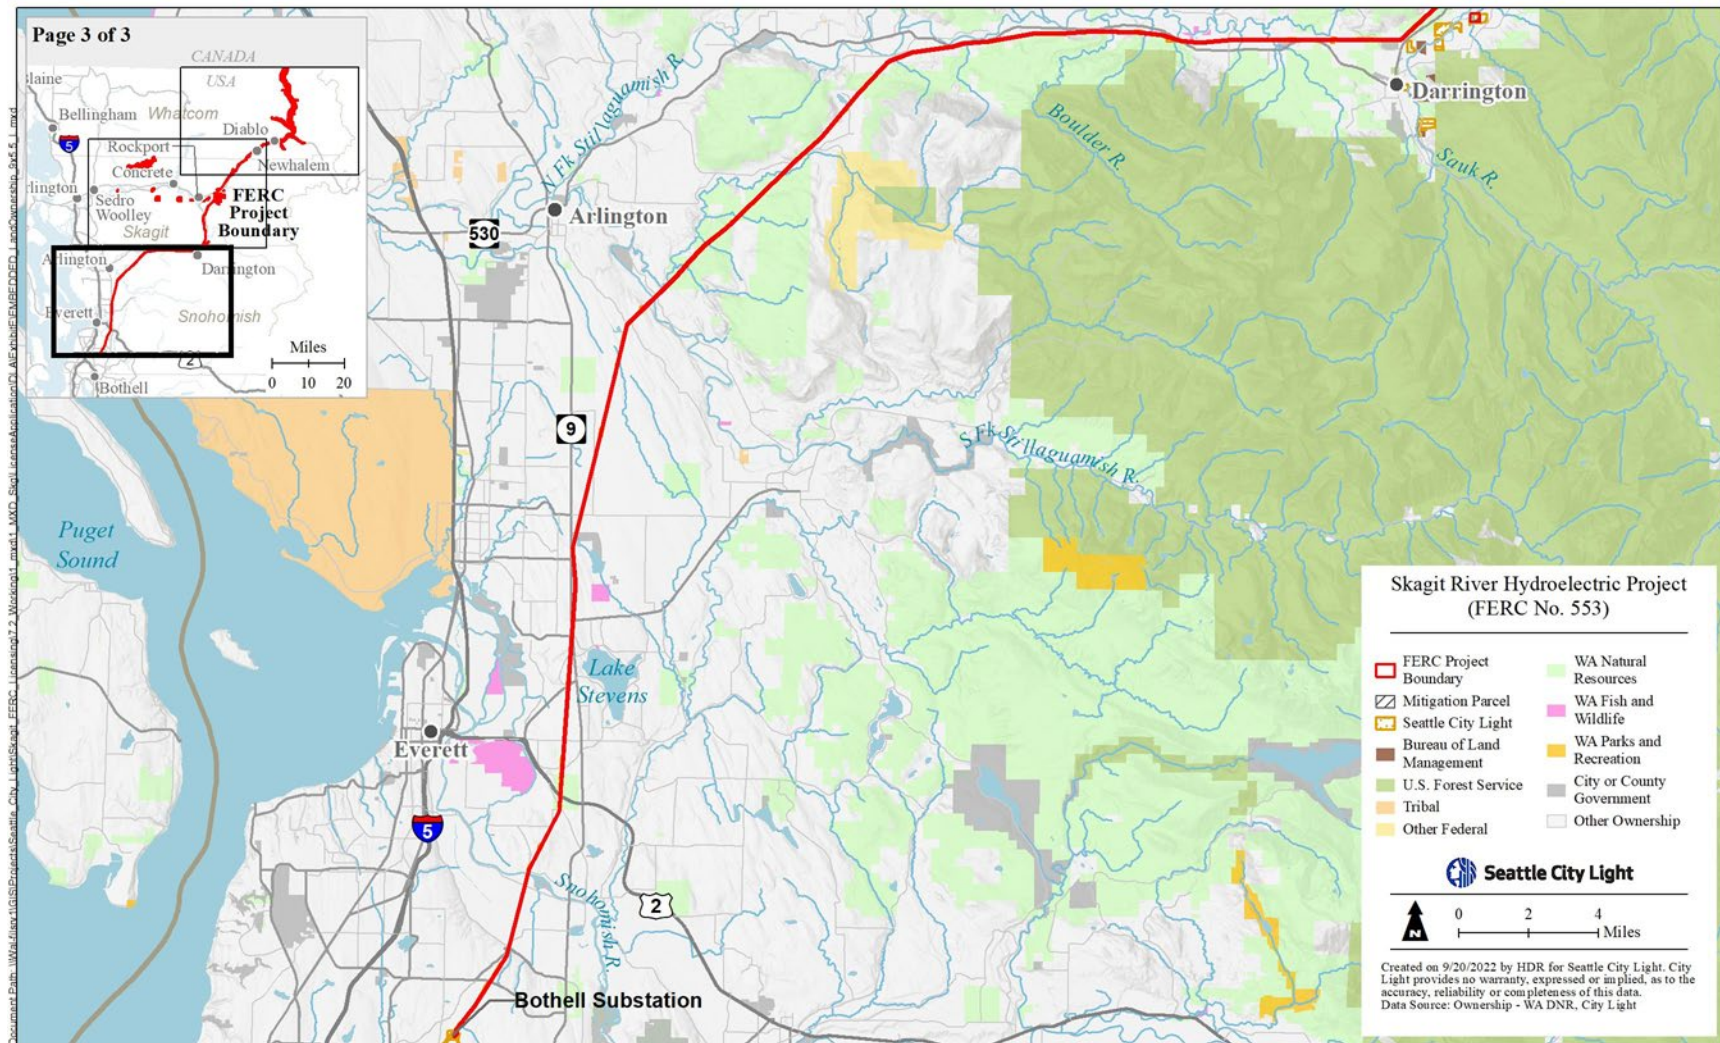 Page 3 of 3
CANADA
USA
Blaine
Bellingham
Whatcom
5
Diablo
Rockport
Newhalem
Concrete
rlington
Sedro
Woolley
Skagit
FERC
Project
Boundary
Arlington
Darrington
Everett
Snohomish
2
Bothell
Miles
0 10 20
N Fk Stillaguamish R.
530
Arlington
Boulder R.
Darrington
Sauk R.
9
S Fk Stillaguamish R.
Puget
Sound
Lake
Stevens
Everett
5
2
Snohomish R.
Bothell Substation
Skagit River Hydroelectric Project
(FERC No. 553)
FERC Project
Boundary
Mitigation Parcel
Seattle City Light
Bureau of Land
Management
U.S. Forest Service
Tribal
Other Federal
WA Natural
Resources
WA Fish and
Wildlife
WA Parks and
Recreation
City or County
Government
Other Ownership
Seattle City Light
N
0 2 4
Miles
Created on 9/20/2022 by HDR for Seattle City Light. City
Light provides no warranty, expressed or implied, as to the
accuracy, reliability or completeness of this data.
Data Source: Ownership - WA DNR, City Light